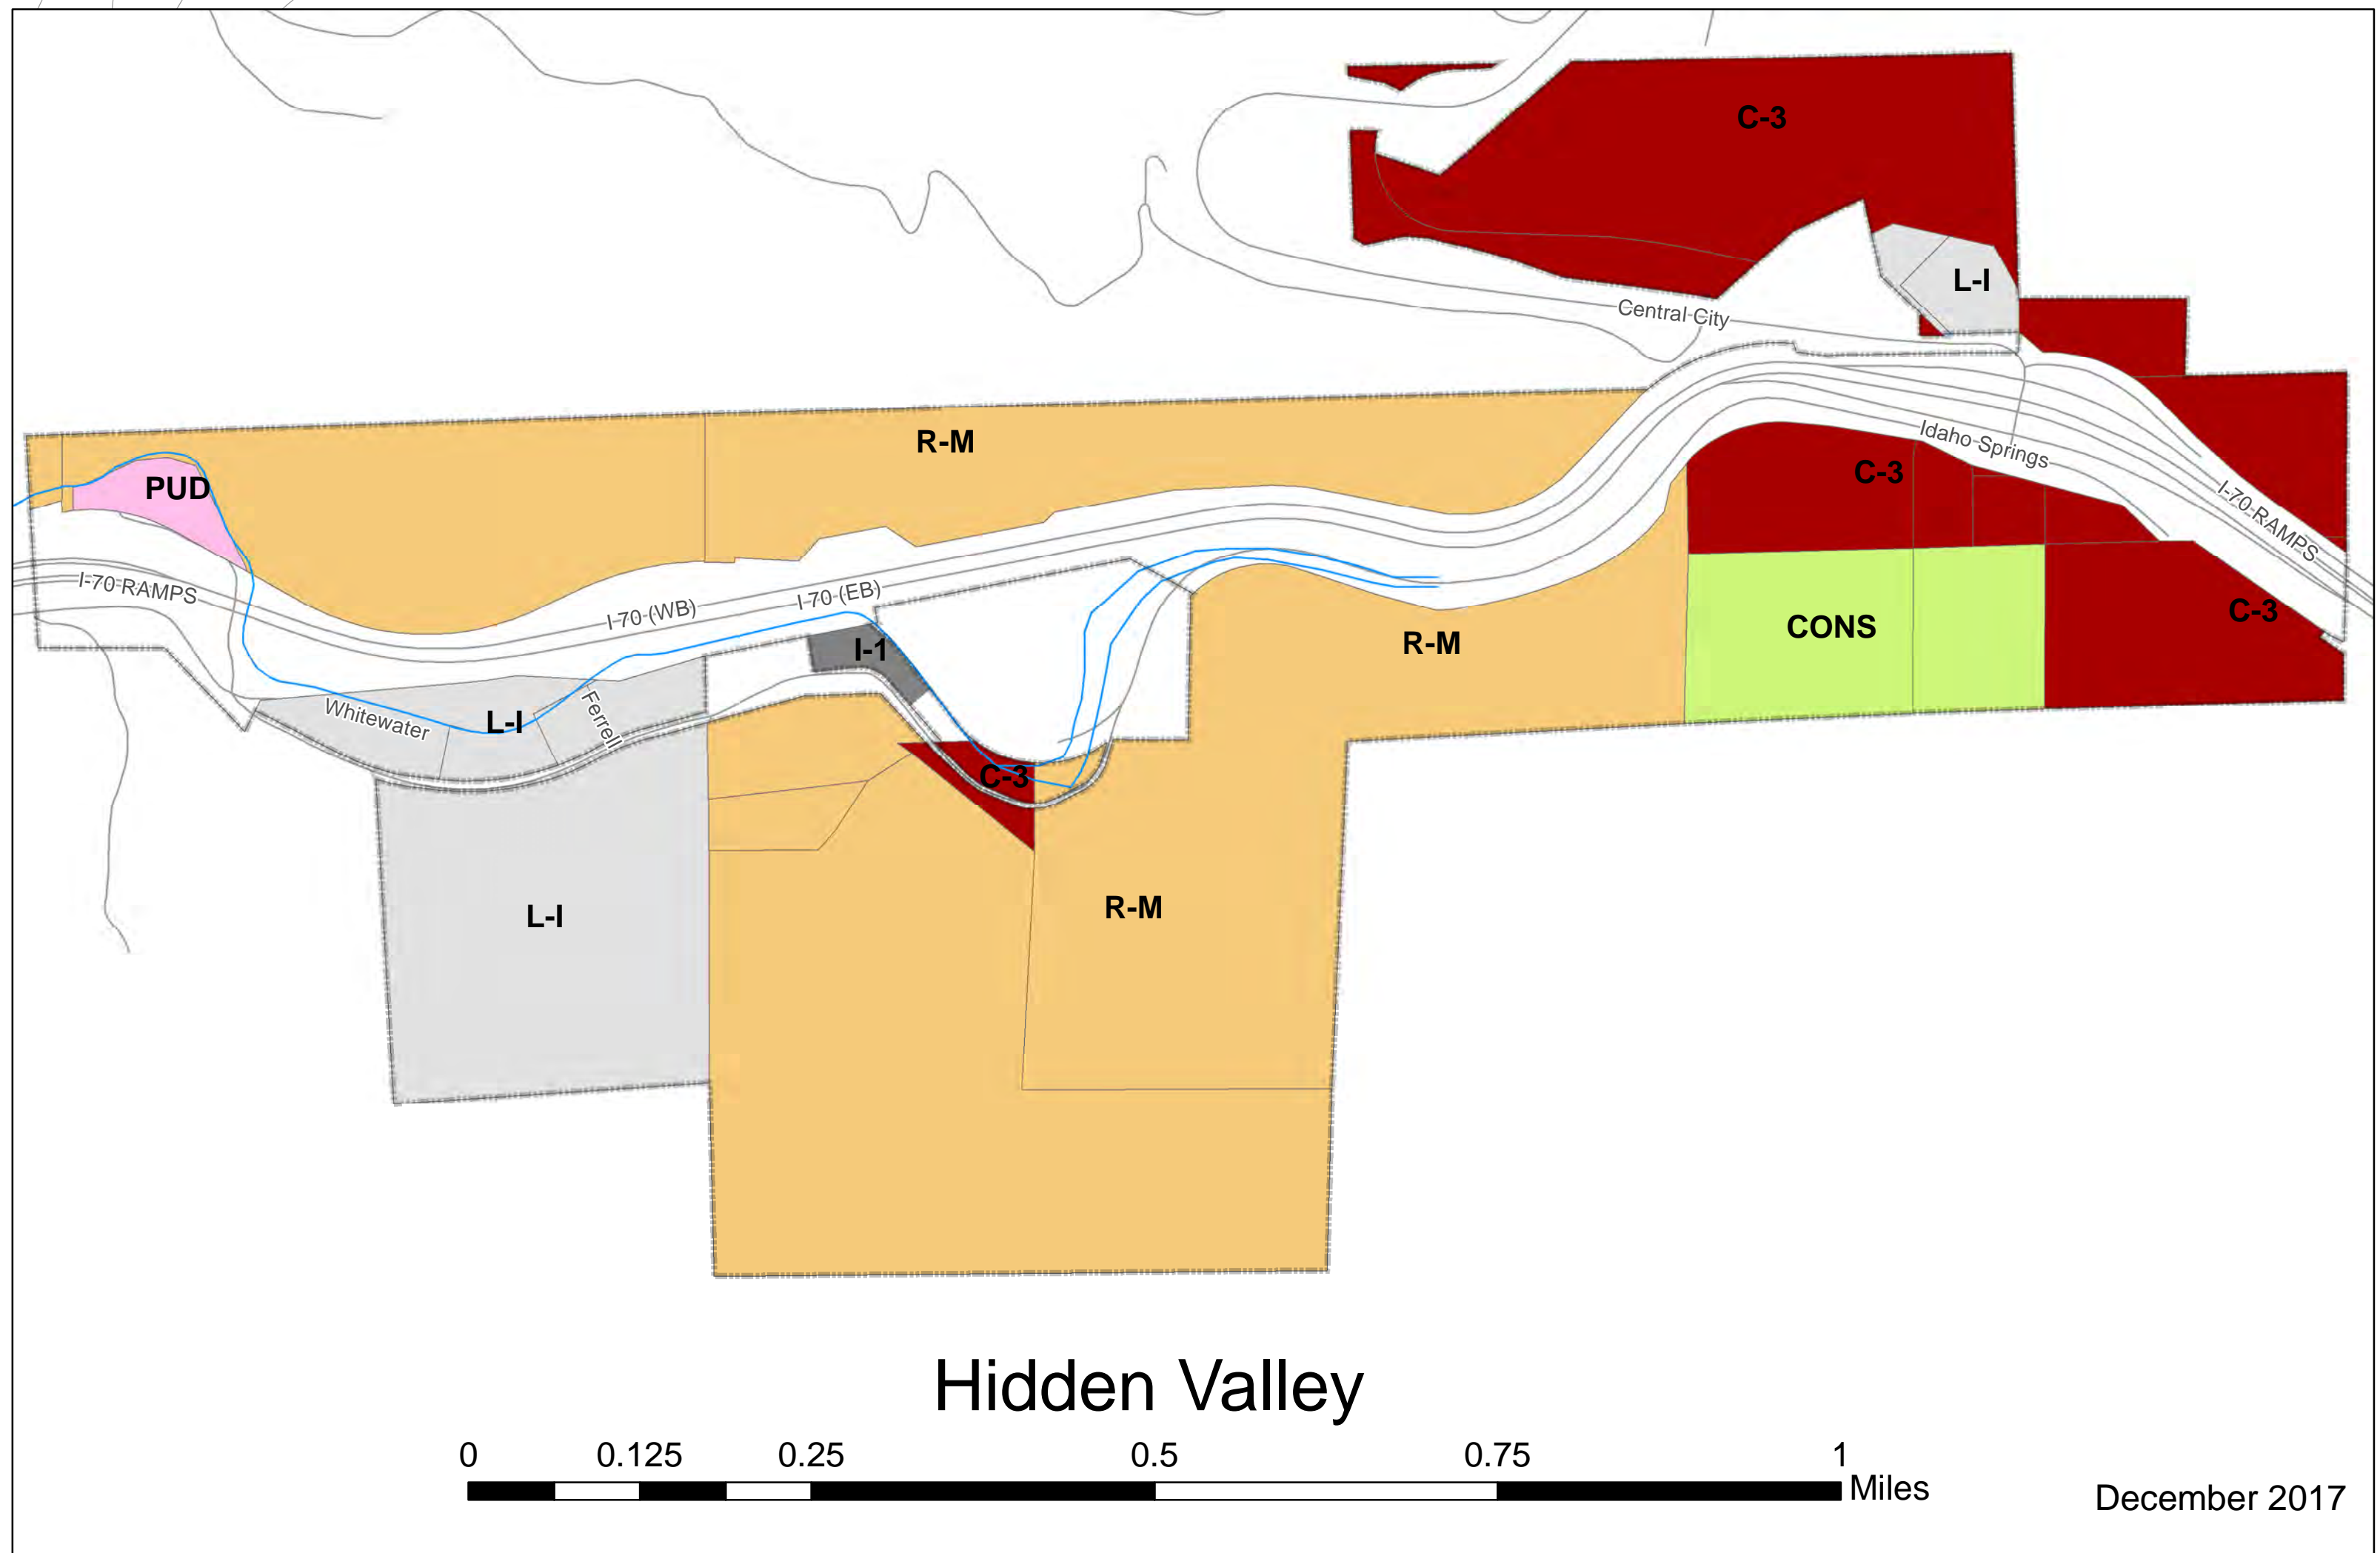 C-3
L-I
Central City
R-M
Idaho Springs
C-3
PUD
I-70 RAMPS
I-70 RAMPS
I-70 (EB)
I-70 (WB)
C-3
CONS
R-M
I-1
Whitewater
L-I
Ferrell
C-3
L-I
R-M
Hidden Valley
0 0.125 0.25 0.5 0.75 1
Miles
December 2017